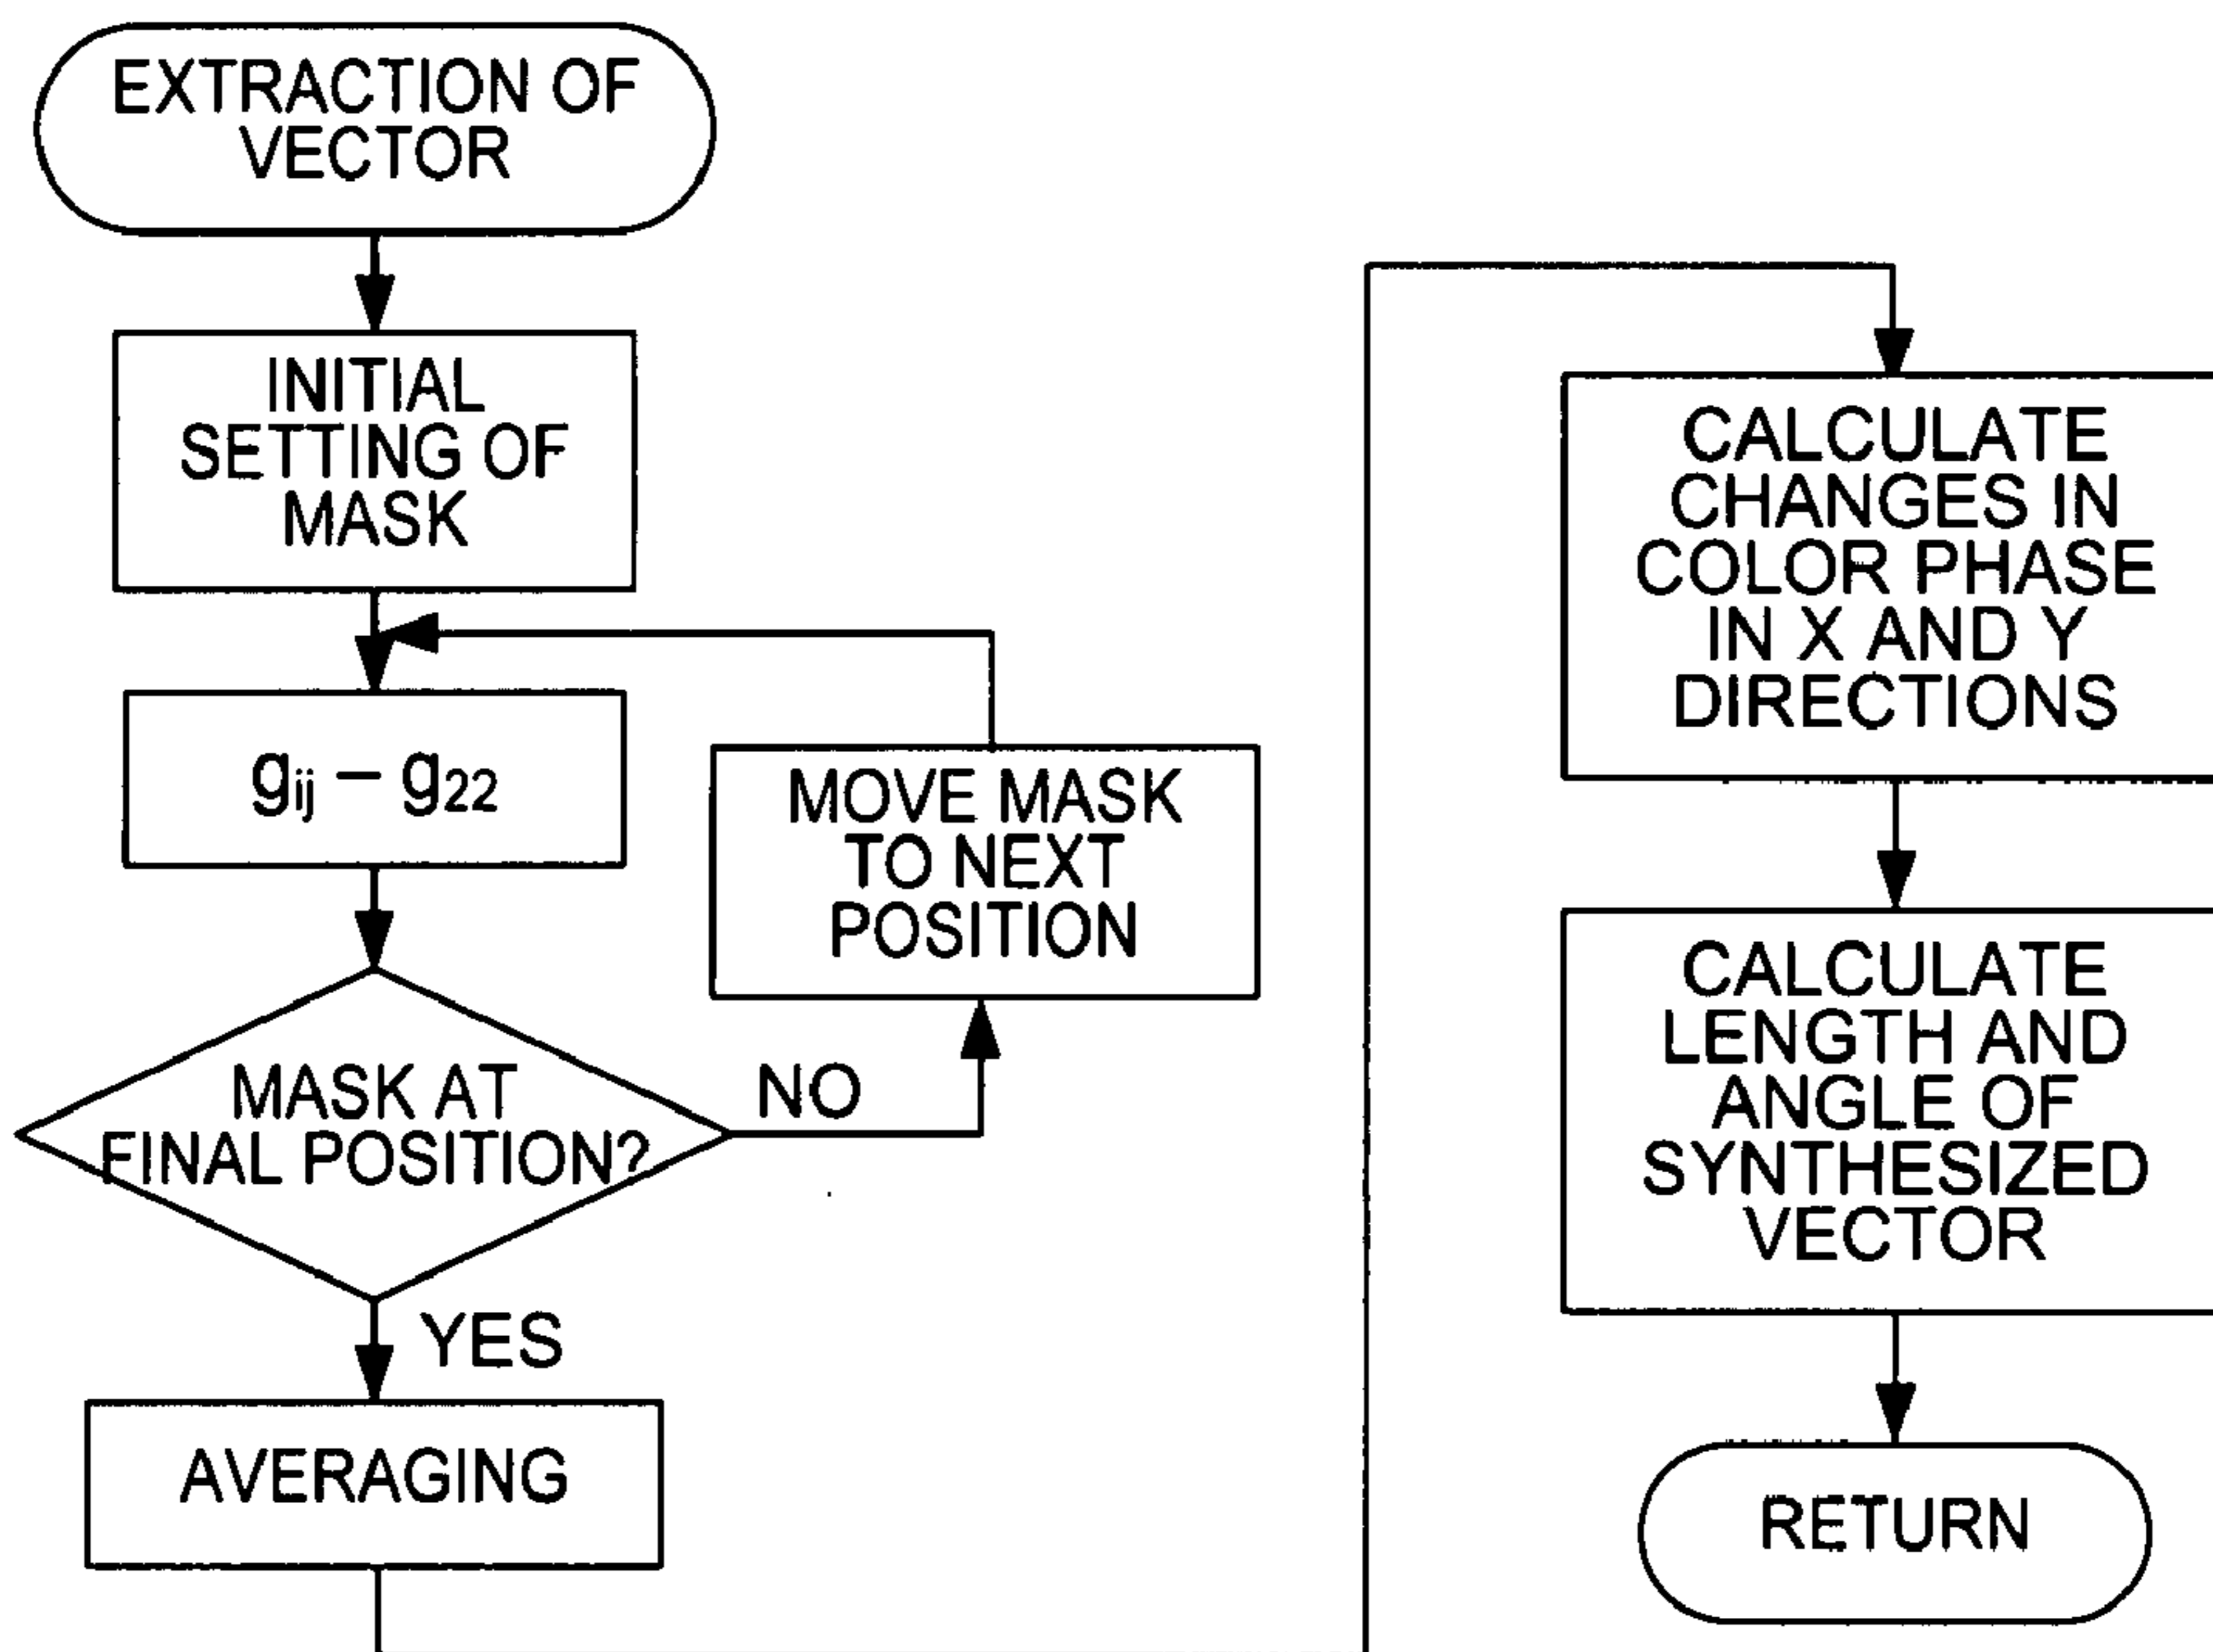 EXTRACTION OF
VECTOR
INITIAL
SETTING OF
MASK
gij – g22
MASK AT
FINAL POSITION?
NO
MOVE MASK
TO NEXT
POSITION
YES
AVERAGING
CALCULATE
CHANGES IN
COLOR PHASE
IN X AND Y
DIRECTIONS
CALCULATE
LENGTH AND
ANGLE OF
SYNTHESIZED
VECTOR
RETURN